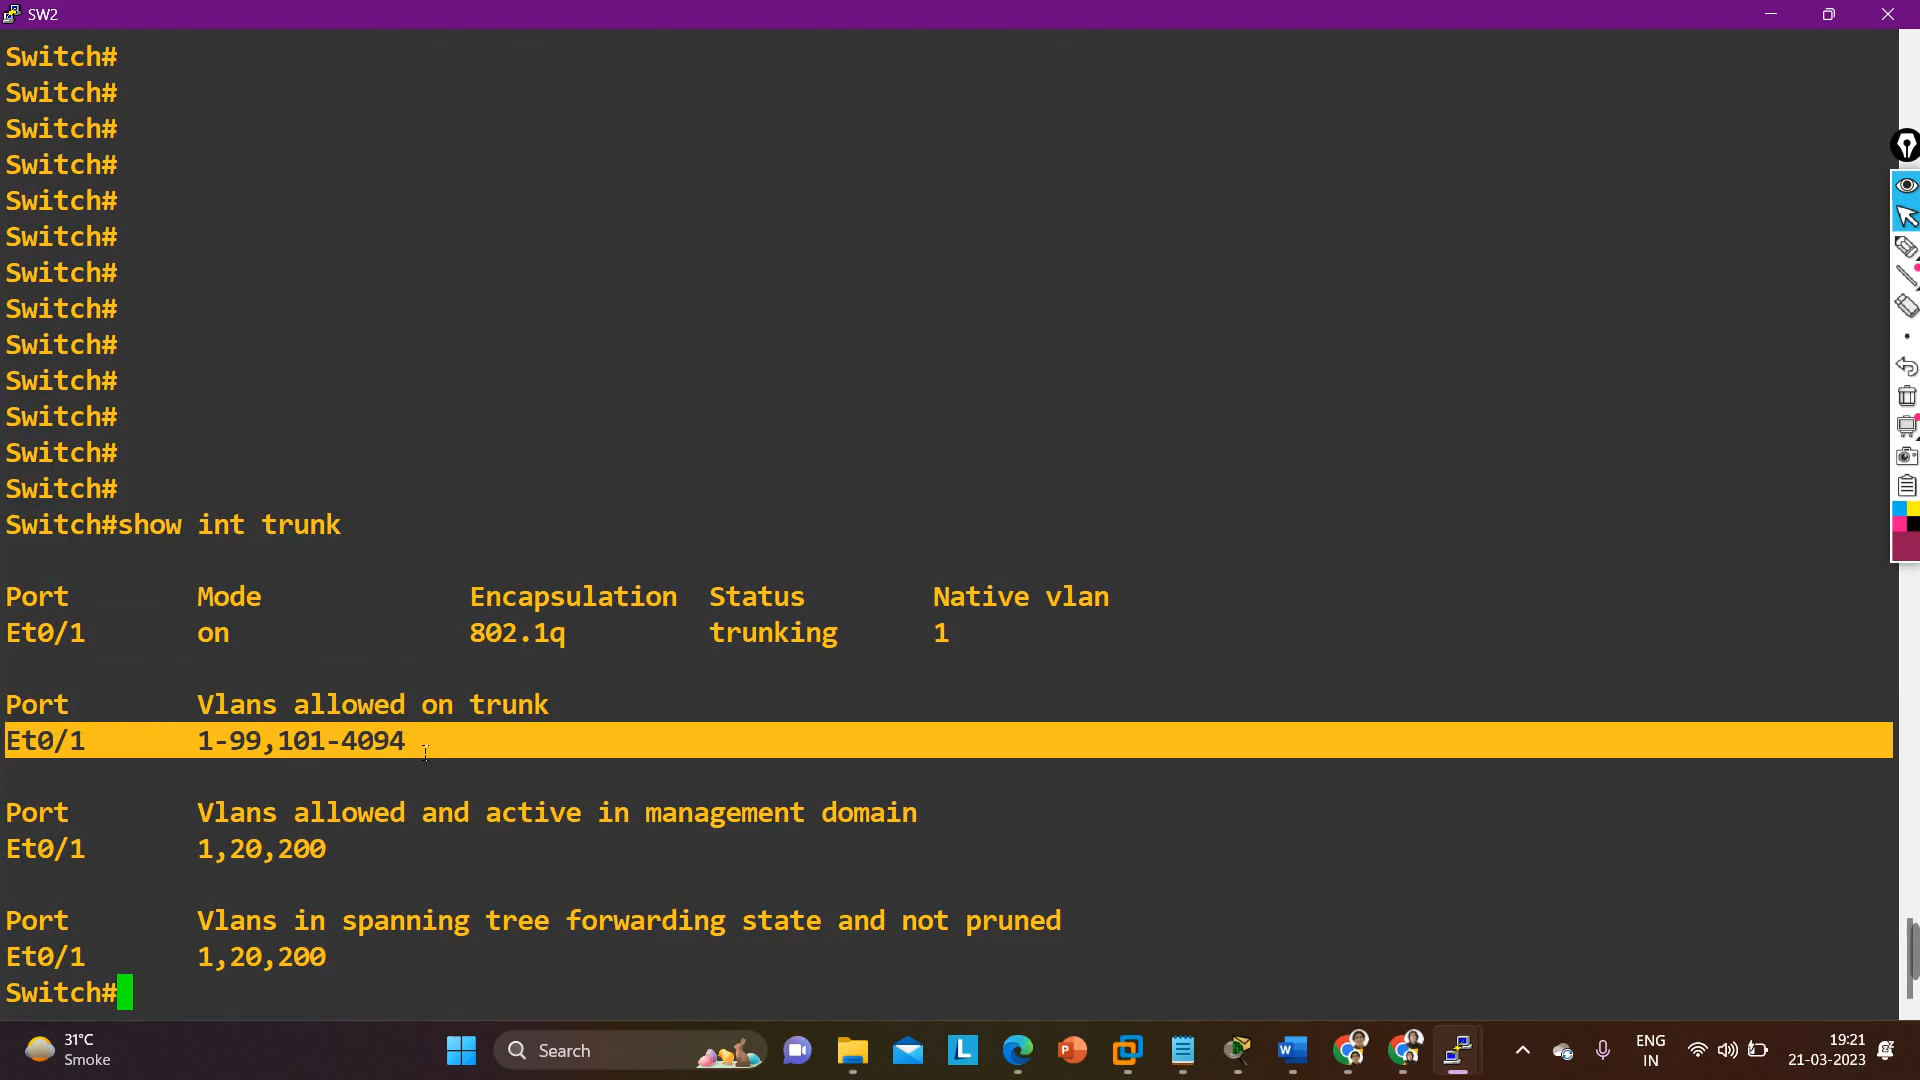 SW2
Switch#
Switch#
Switch#
Switch#
Switch#
Switch#
Switch#
Switch#
Switch#
Switch#
Switch#
Switch#
Switch#
Switch#show int trunk
Port Mode Encapsulation Status Native vlan
Et0/1 on 802.1q trunking 1
Port Vlans allowed on trunk
Et0/1 1-99,101-4094
Port Vlans allowed and active in management domain
Et0/1 1,20,200
Port Vlans in spanning tree forwarding state and not pruned
Et0/1 1,20,200
Switch#
31°C
Smoke
Search
L
P
W
ENG
IN
19:21
21-03-2023